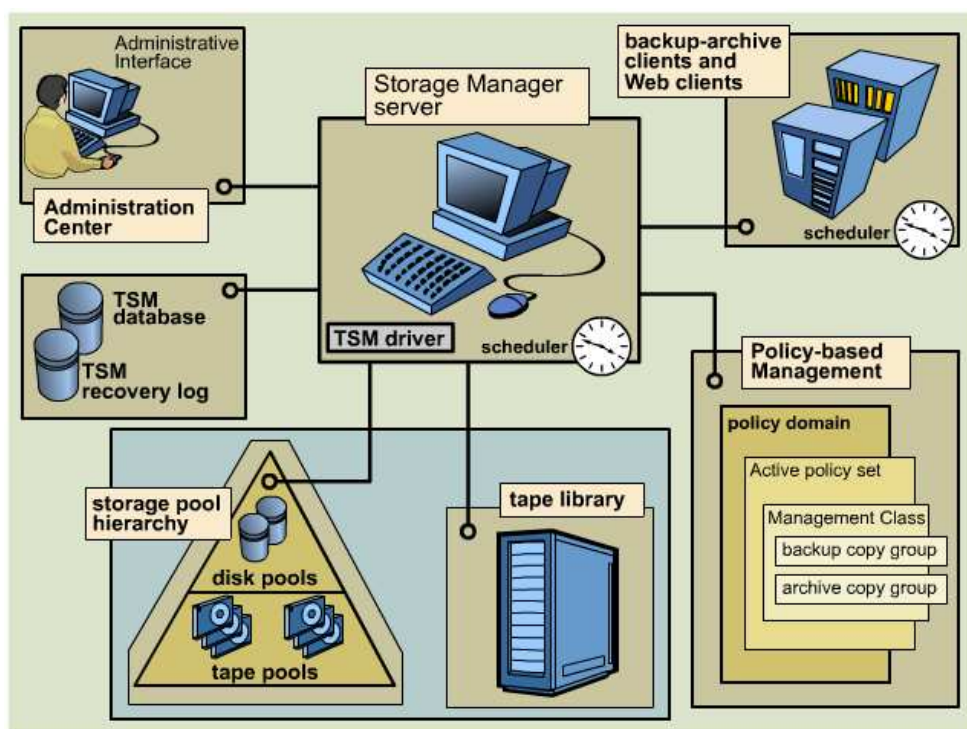 Administrative
Interface
Administration
Center
Storage Manager
server
backup-archive
clients and
Web clients
scheduler
TSM
database
TSM
recovery log
TSM driver
scheduler
Policy-based
Management
policy domain
Active policy set
Management Class
backup copy group
archive copy group
storage pool
hierarchy
disk pools
tape pools
tape library